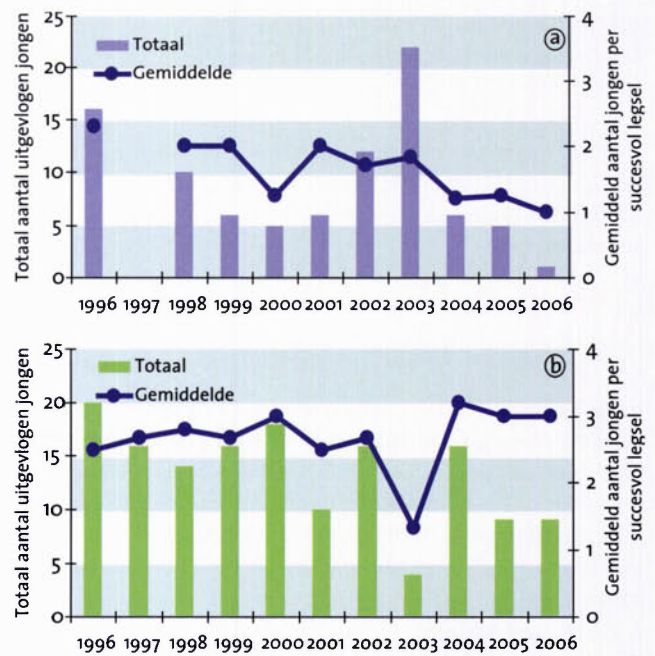 25
20
15
10
5
0
Totaal aantal uitgevlogen jongen
Totaal
Gemiddelde
a
4
3
2
1
0
Gemiddeld aantal jongen per
succesvol legsel
1996 1997 1998 1999 2000 2001 2002 2003 2004 2005 2006
25
20
15
10
5
0
Totaal aantal uitgevlogen jongen
Totaal
Gemiddelde
b
4
3
2
1
0
Gemiddeld aantal jongen per
succesvol legsel
1996 1997 1998 1999 2000 2001 2002 2003 2004 2005 2006